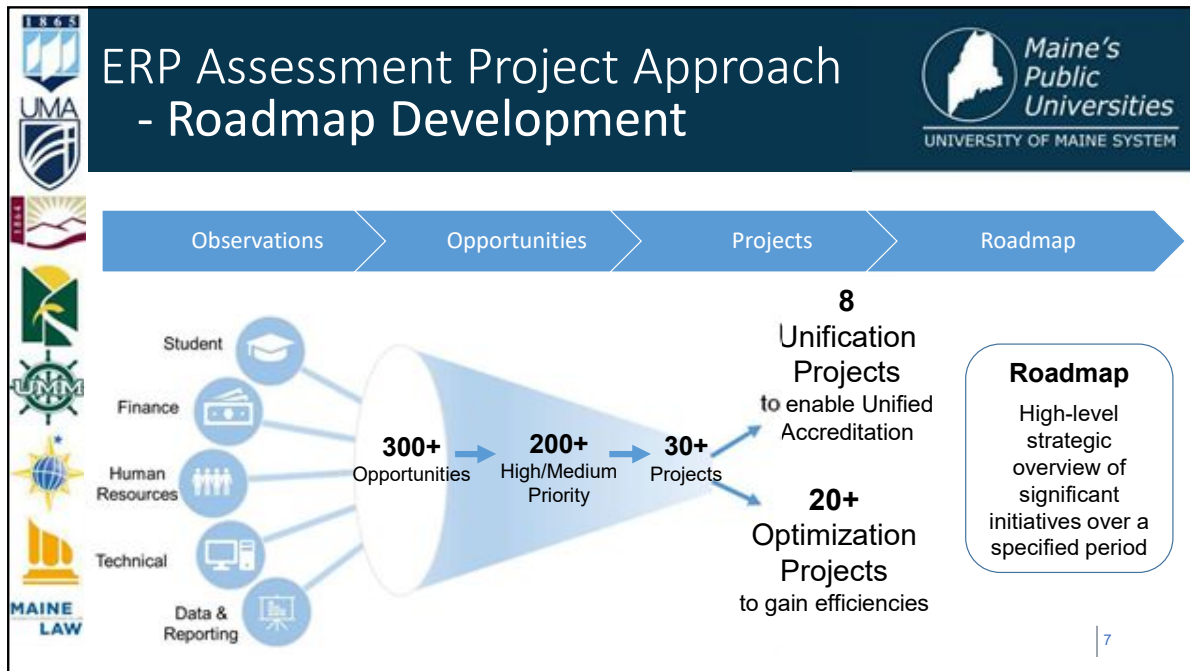 1865
UMA
1864
UMM
MAINE
LAW
ERP Assessment Project Approach
- Roadmap Development
Maine's
Public
Universities
UNIVERSITY OF MAINE SYSTEM
Observations
Opportunities
Projects
Roadmap
Student
Finance
Human
Resources
Technical
Data &
Reporting
300+
Opportunities
200+
High/Medium
Priority
30+
Projects
8
Unification
Projects
to enable Unified
Accreditation
20+
Optimization
Projects
to gain efficiencies
Roadmap
High-level
strategic
overview of
significant
initiatives over a
specified period
7